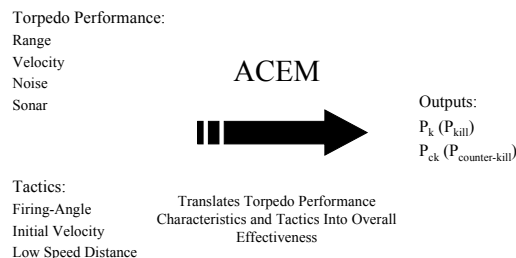 Torpedo Performance:
Range
Velocity
Noise
Sonar
ACEM
Outputs:
Pk (Pkill)
Pck (Pcounter-kill)
Tactics:
Firing-Angle
Initial Velocity
Low Speed Distance
Translates Torpedo Performance
Characteristics and Tactics Into Overall
Effectiveness